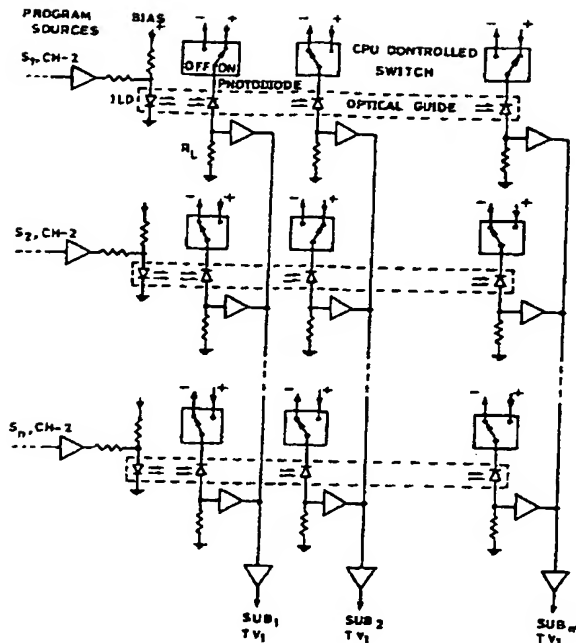 PROGRAM
SOURCES
BIAS
- +
- +
- +
S1, CH-2
OFF ON
CPU CONTROLLED
SWITCH
PHOTODIODE
ILD
OPTICAL GUIDE
RL
- +
- +
- +
S2, CH-2
- +
- +
- +
Sn, CH-2
SUB1
TV1
SUB2
TV1
SUBm
TV1